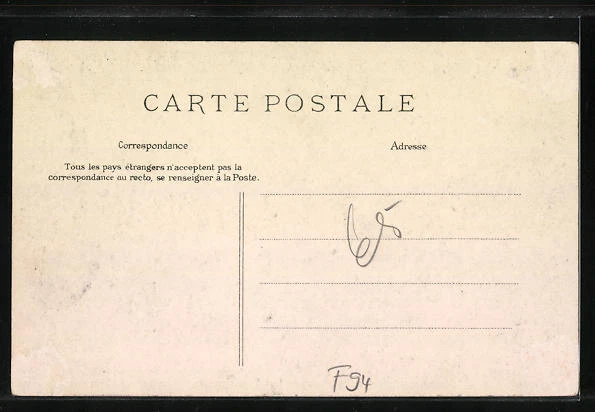 CARTE POSTALE
Correspondance
Adresse
Tous les pays étrangers n'acceptent pas la
correspondance au recto, se renseigner à la Poste.
F94